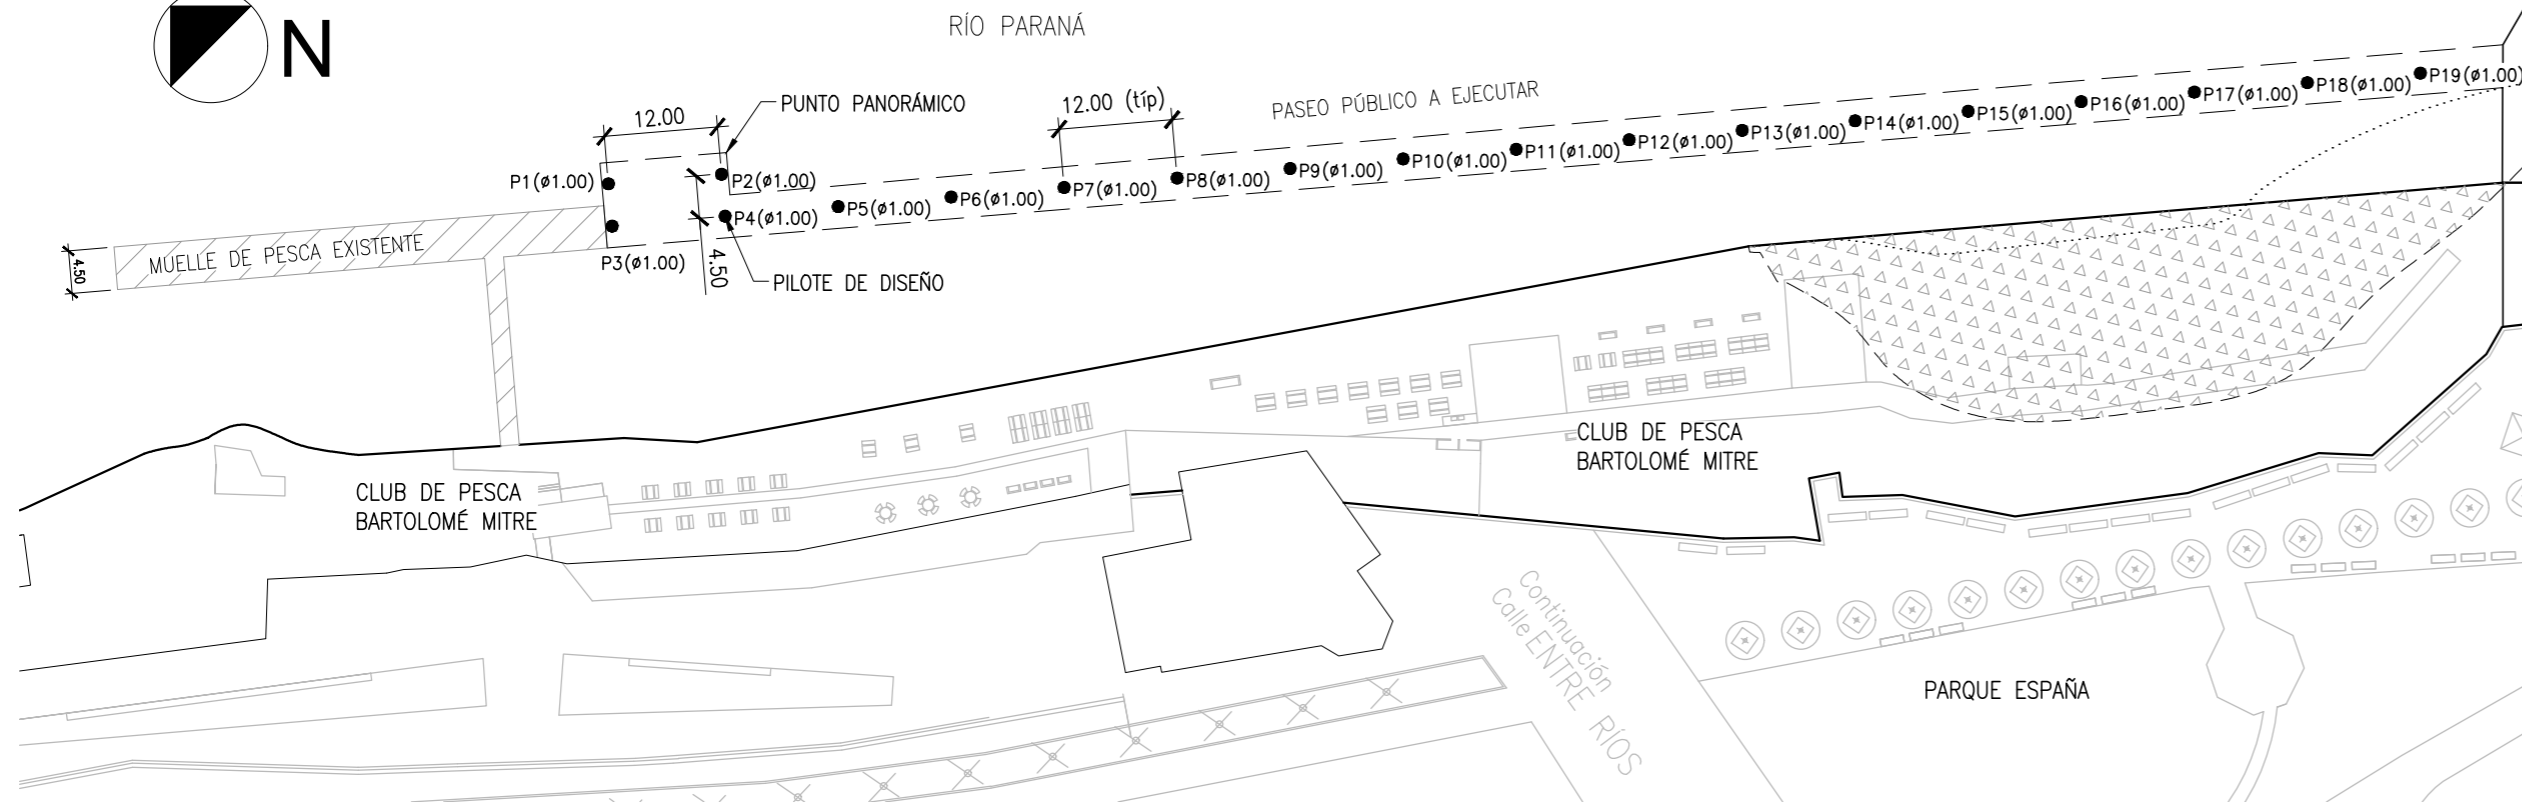 N
RÍO PARANÁ
12.00
PUNTO PANORÁMICO
12.00 (típ)
PASEO PÚBLICO A EJECUTAR
P1(ø1.00)
P2(ø1.00)
P3(ø1.00)
P4(ø1.00)
P5(ø1.00)
P6(ø1.00)
P7(ø1.00)
P8(ø1.00)
P9(ø1.00)
P10(ø1.00)
P11(ø1.00)
P12(ø1.00)
P13(ø1.00)
P14(ø1.00)
P15(ø1.00)
P16(ø1.00)
P17(ø1.00)
P18(ø1.00)
P19(ø1.00)
4.50
MUELLE DE PESCA EXISTENTE
4.50
PILOTE DE DISEÑO
CLUB DE PESCA
BARTOLOMÉ MITRE
CLUB DE PESCA
BARTOLOMÉ MITRE
Continuación
Calle ENTRE RÍOS
PARQUE ESPAÑA